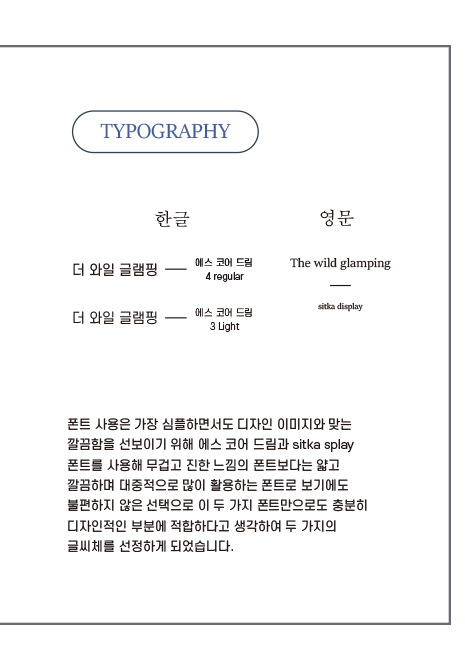 TYPOGRAPHY
한글
영문
더 와일 글램핑 — 에스 코어 드림
4 regular
The wild glamping
—
sitka display
더 와일 글램핑 — 에스 코어 드림
3 Light
폰트 사용은 가장 심플하면서도 디자인 이미지와 맞는
깔끔함을 선보이기 위해 에스 코어 드림과 sitka splay
폰트를 사용해 무겁고 진한 느낌의 폰트보다는 얇고
깔끔하며 대중적으로 많이 활용하는 폰트로 보기에도
불편하지 않은 선택으로 이 두 가지 폰트만으로도 충분히
디자인적인 부분에 적합하다고 생각하여 두 가지의
글씨체를 선정하게 되었습니다.